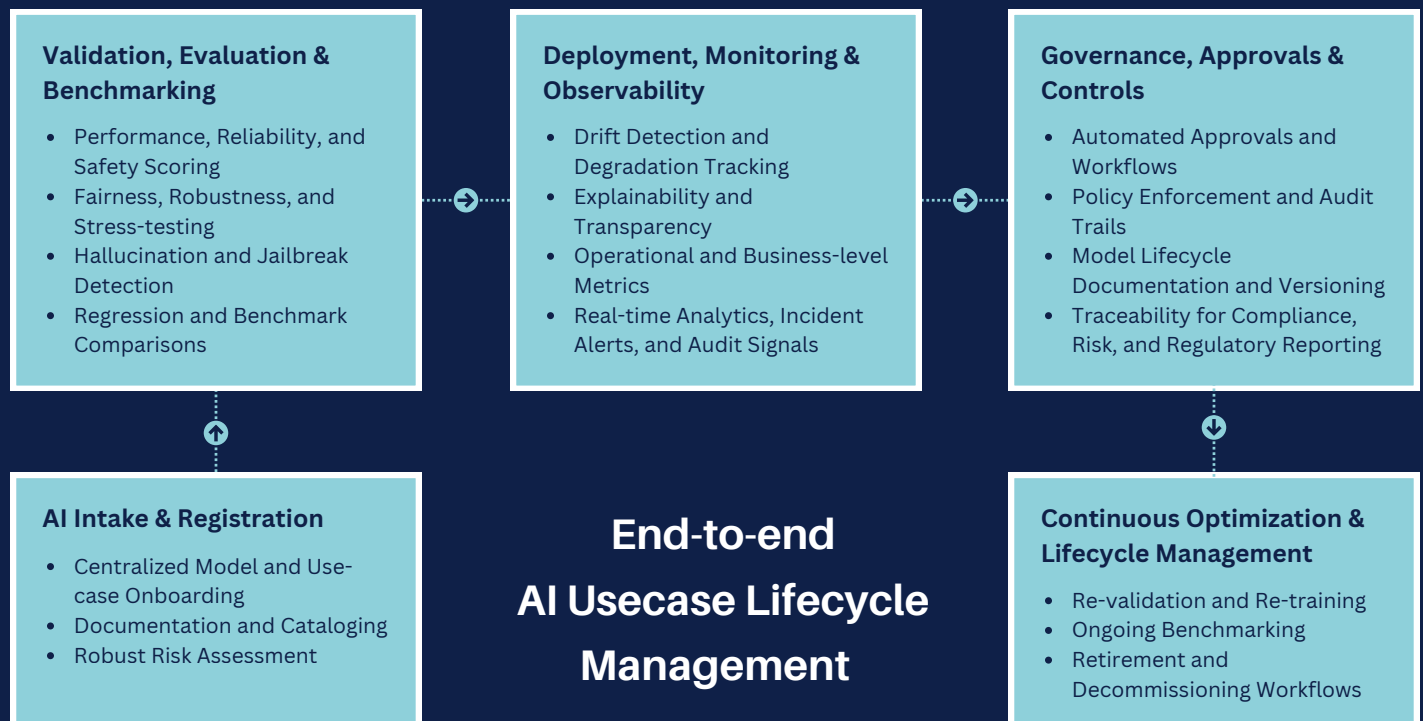 Validation, Evaluation &
Benchmarking
• Performance, Reliability, and
Safety Scoring
• Fairness, Robustness, and
Stress-testing
• Hallucination and Jailbreak
Detection
• Regression and Benchmark
Comparisons
Deployment, Monitoring &
Observability
• Drift Detection and
Degradation Tracking
• Explainability and
Transparency
• Operational and Business-level
Metrics
• Real-time Analytics, Incident
Alerts, and Audit Signals
Governance, Approvals &
Controls
• Automated Approvals and
Workflows
• Policy Enforcement and Audit
Trails
• Model Lifecycle
Documentation and Versioning
• Traceability for Compliance,
Risk, and Regulatory Reporting
AI Intake & Registration
• Centralized Model and Use-
case Onboarding
• Documentation and Cataloging
• Robust Risk Assessment
End-to-end
AI Usecase Lifecycle
Management
Continuous Optimization &
Lifecycle Management
• Re-validation and Re-training
• Ongoing Benchmarking
• Retirement and
Decommissioning Workflows